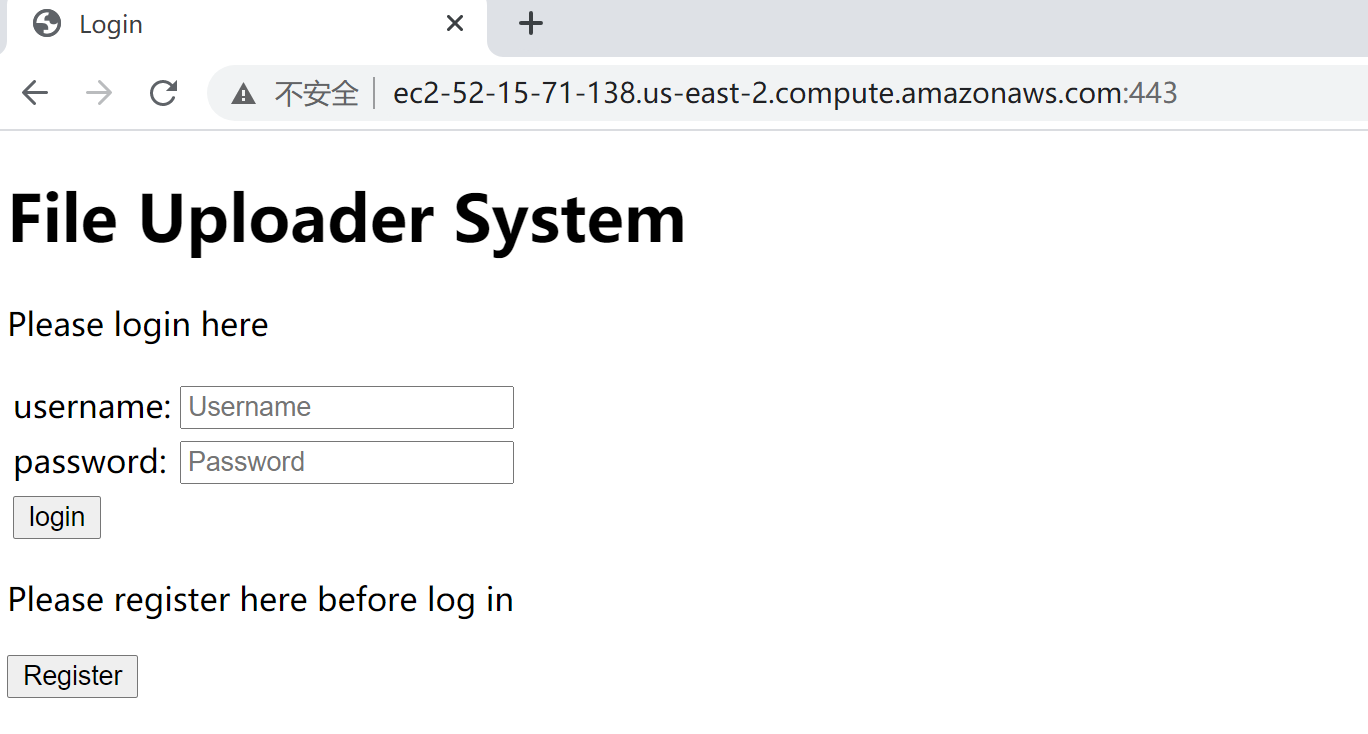 Login
不安全 ec2-52-15-71-138.us-east-2.compute.amazonaws.com:443
File Uploader System
Please login here
username: Username
password: Password
login
Please register here before log in
Register